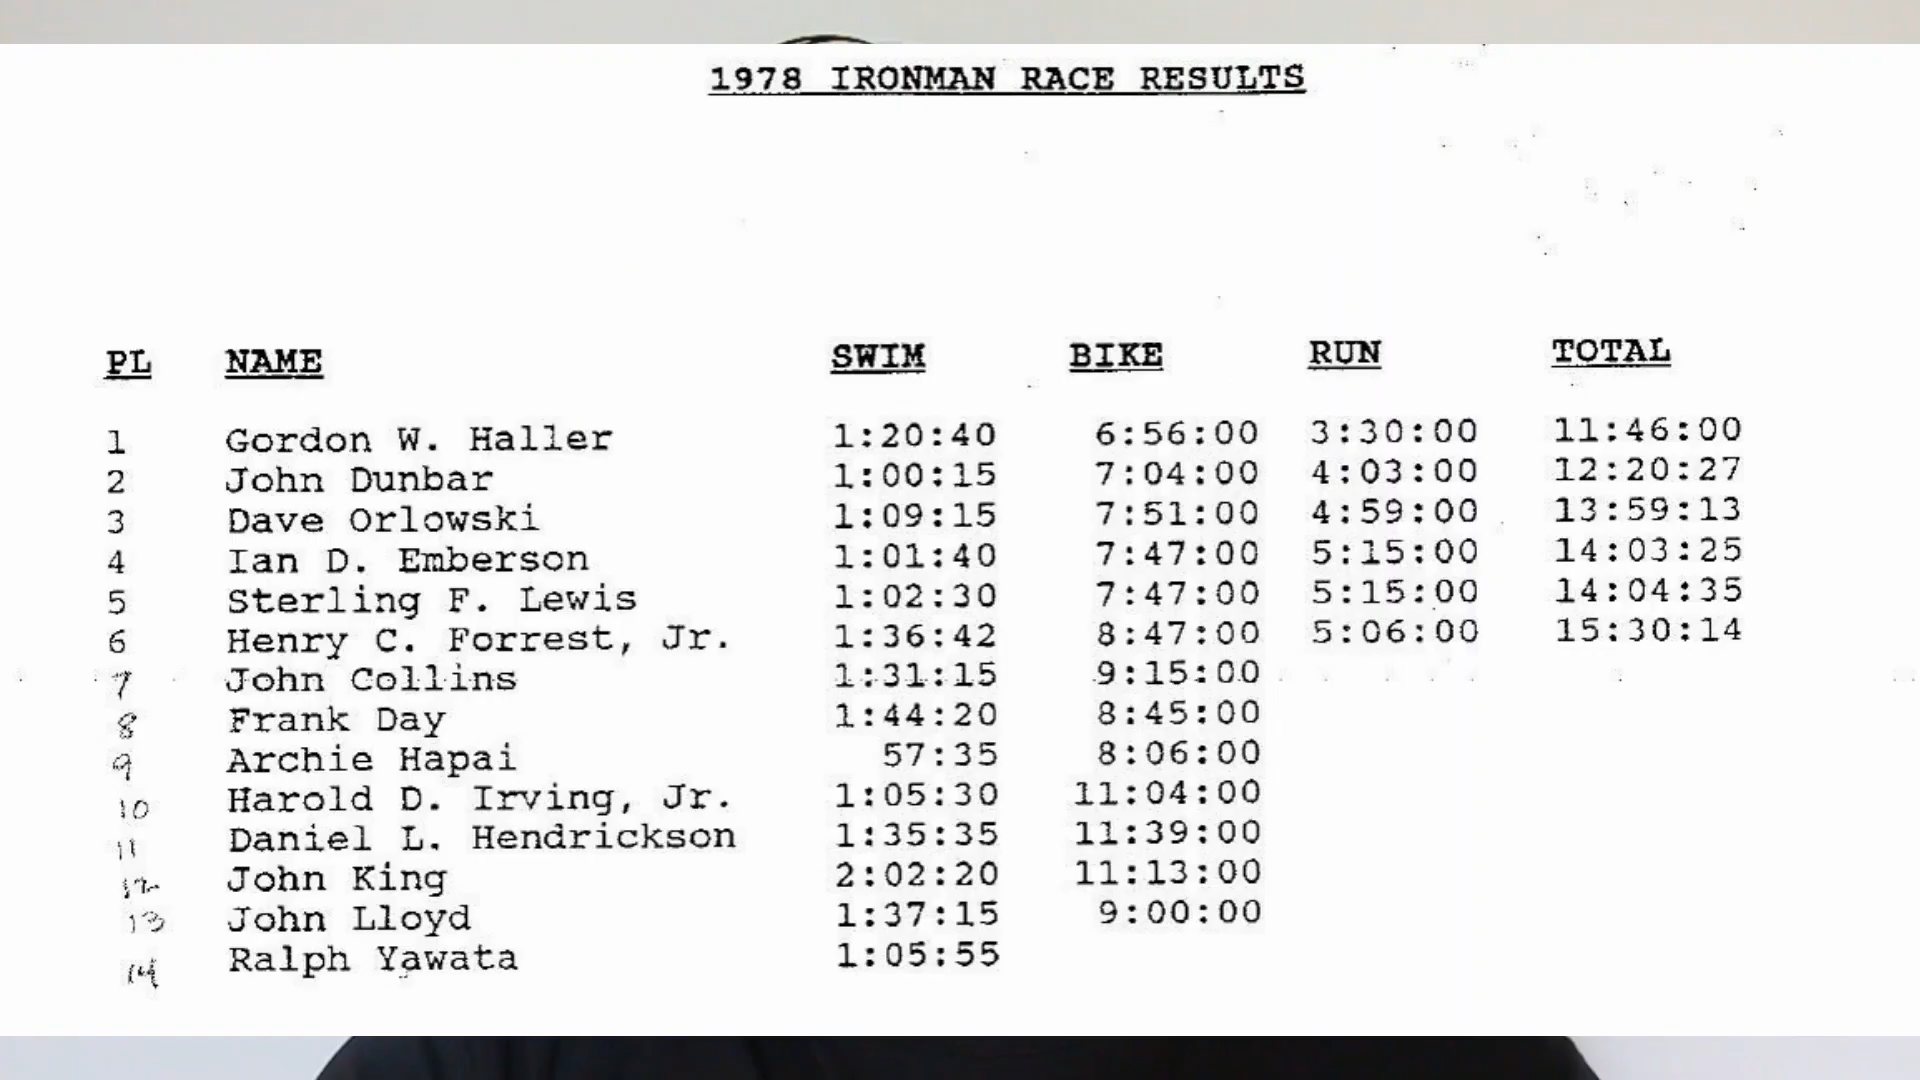 1978 IRONMAN RACE RESULTS
PL NAME SWIM BIKE RUN TOTAL
1 Gordon W. Haller 1:20:40 6:56:00 3:30:00 11:46:00
2 John Dunbar 1:00:15 7:04:00 4:03:00 12:20:27
3 Dave Orlowski 1:09:15 7:51:00 4:59:00 13:59:13
4 Ian D. Emberson 1:01:40 7:47:00 5:15:00 14:03:25
5 Sterling F. Lewis 1:02:30 7:47:00 5:15:00 14:04:35
6 Henry C. Forrest, Jr. 1:36:42 8:47:00 5:06:00 15:30:14
7 John Collins 1:31:15 9:15:00
8 Frank Day 1:44:20 8:45:00
9 Archie Hapai 57:35 8:06:00
10 Harold D. Irving, Jr. 1:05:30 11:04:00
11 Daniel L. Hendrickson 1:35:35 11:39:00
12 John King 2:02:20 11:13:00
13 John Lloyd 1:37:15 9:00:00
14 Ralph Yawata 1:05:55